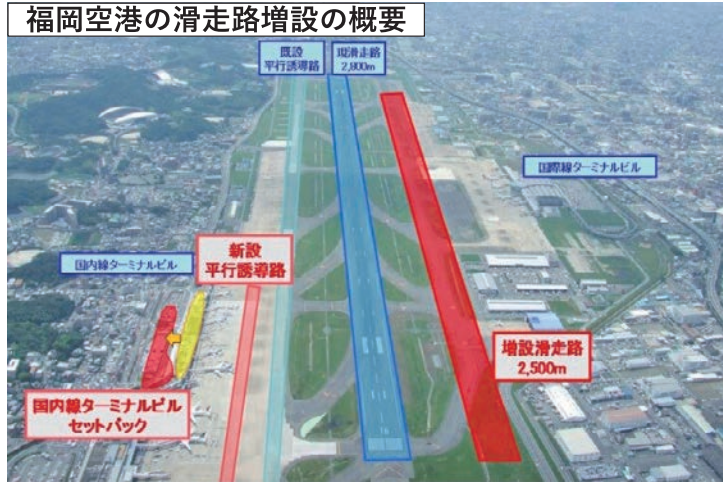 福岡空港の滑走路増設の概要
既設
平行誘導路
現滑走路
2,800m
国際線ターミナルビル
新設
平行誘導路
国内線ターミナルビル
増設滑走路
2,500m
国内線ターミナルビル
セットバック